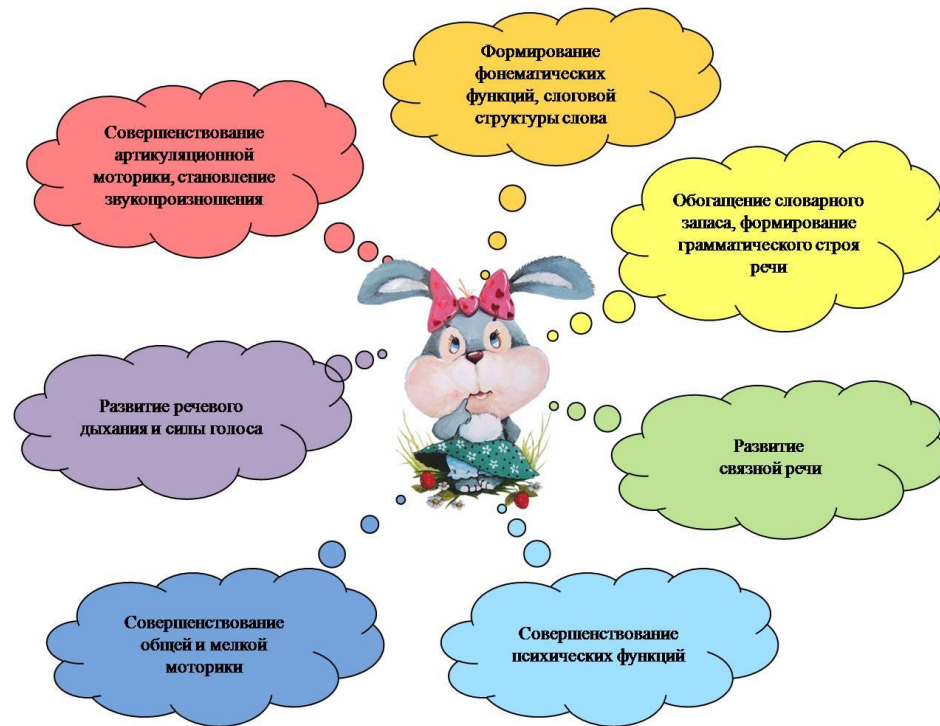 Формирование
фонематических
функций, слоговой
структуры слова
Совершенствование
артикуляционной
моторики, становление
звукопроизношения
Обогащение словарного
запаса, формирование
грамматического строя
речи
Развитие речевого
дыхания и силы голоса
Развитие
связной речи
Совершенствование
общей и мелкой
моторики
Совершенствование
психических функций